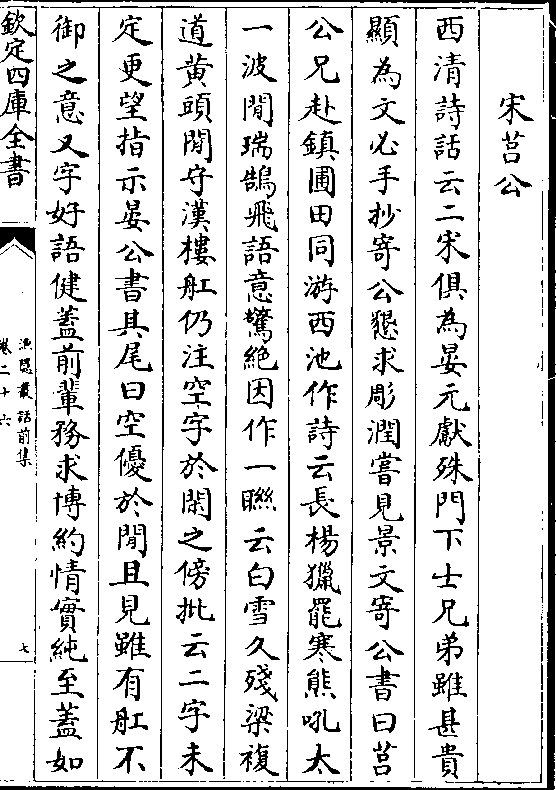 宋莒公
西清詩話云二宋俱為晏元獻殊門下士兄弟雖甚貴
顯為文必手抄寄公懇求彫潤嘗見景文寄公書曰莒
公兄赴鎮圃田同游西池作詩云長楊獵罷寒熊吼太
一波閒瑞鵠飛語意驚絕因作一聯云白雪久殘梁複
道黄頭閒守漢樓舡仍注空字於閑之傍批云二字未
定更望指示晏公書其尾曰空優於閒且見雖有舡不
御之意又字好語健蓋前輩務求博約情實純至蓋如
欽定四庫全書
漁隱叢話前集
卷二十六
七